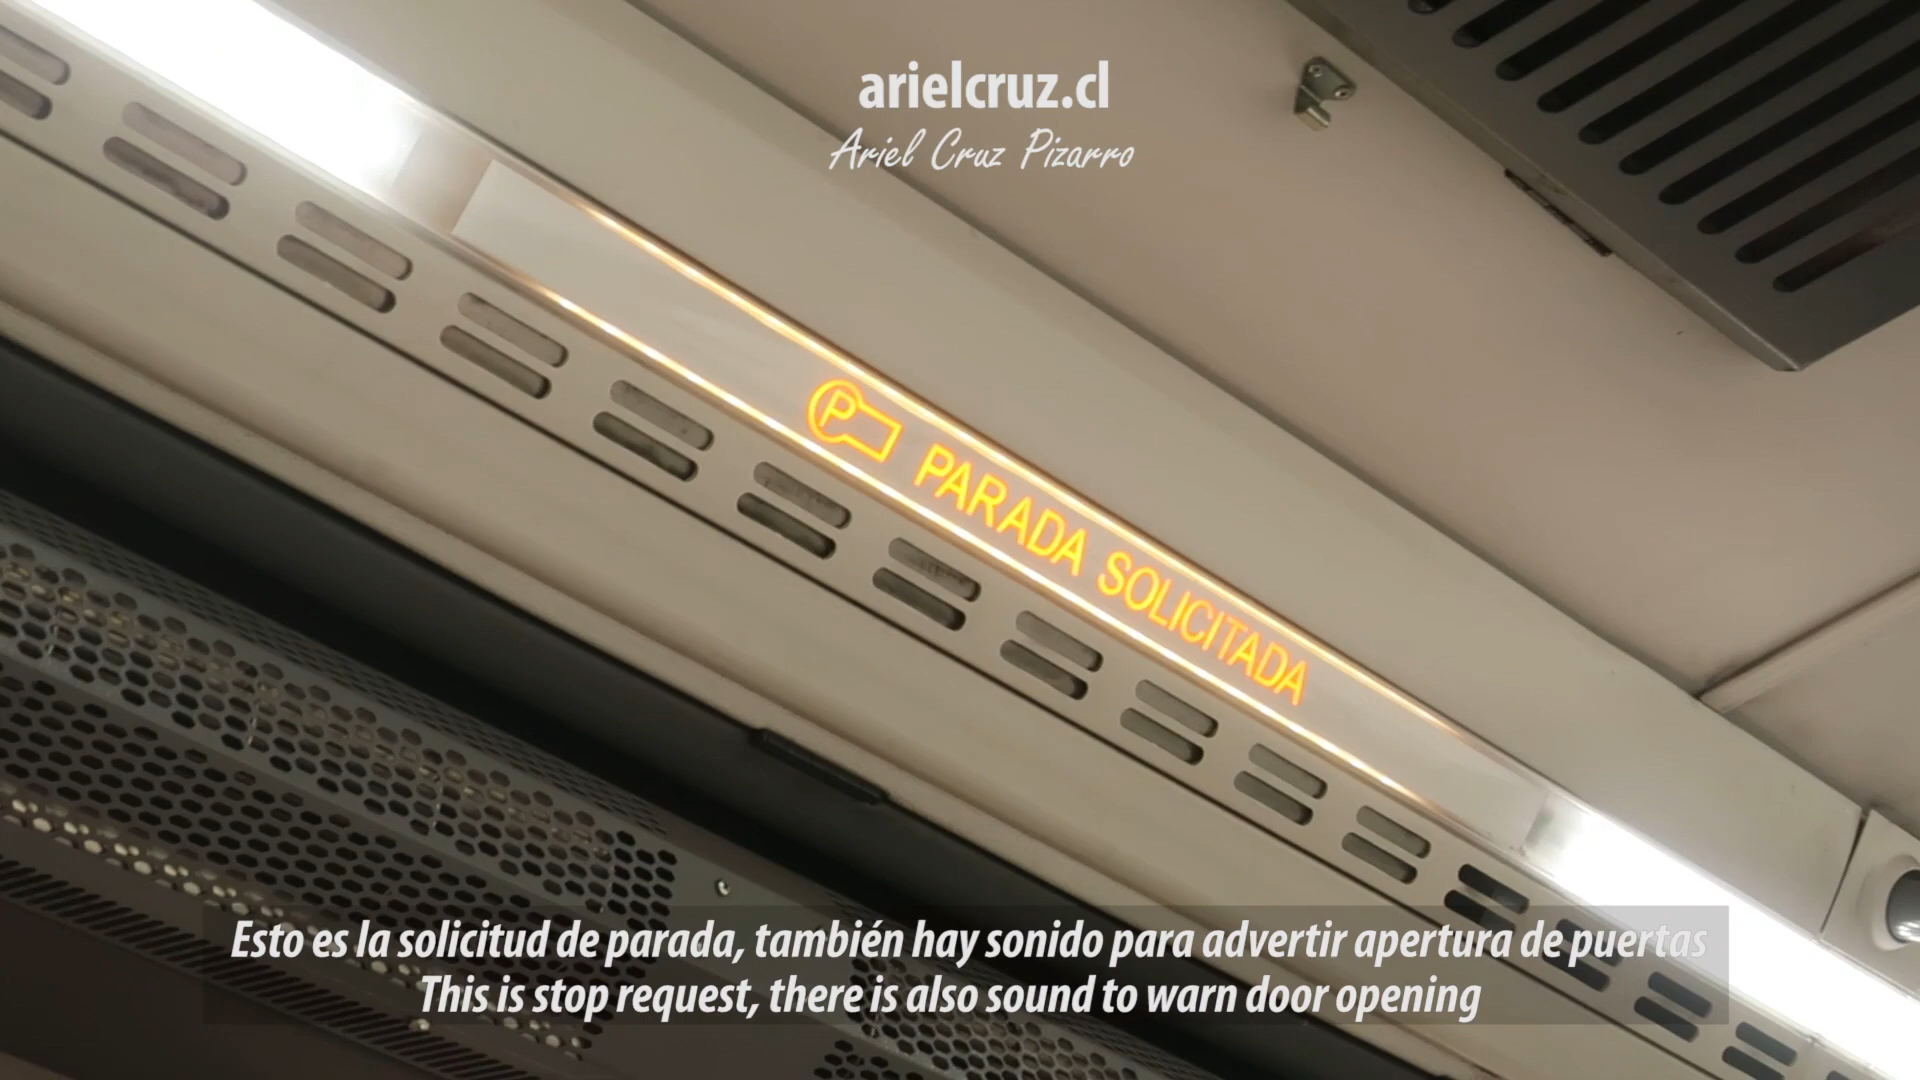 arielcruz.cl
Ariel Cruz Pizarro
P PARADA SOLICITADA
Esto es la solicitud de parada, también hay sonido para advertir apertura de puertas
This is stop request, there is also sound to warn door opening